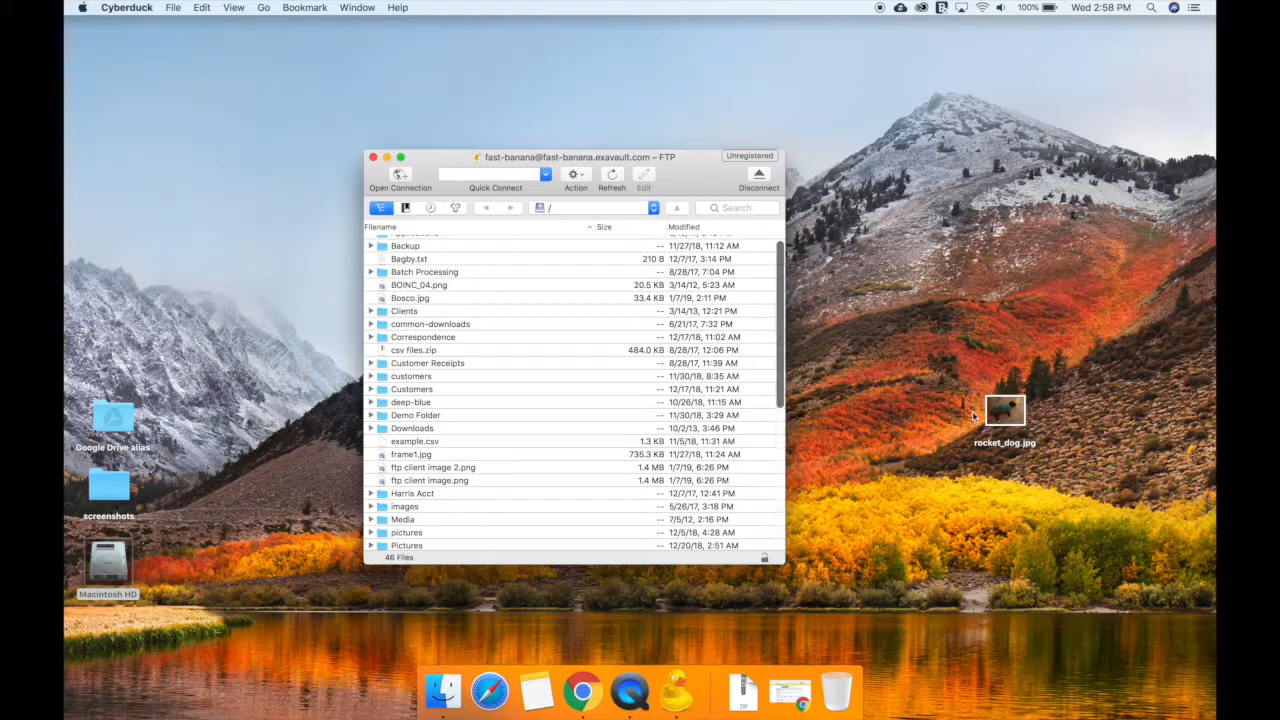 Cyberduck File Edit View Go Bookmark Window Help 100% Wed 2:58 PM
fast-banana@fast-banana.exavault.com – FTP Unregistered
Open Connection Quick Connect Action Refresh Edit Disconnect
/ Search
Filename Size Modified
Backup -- 11/27/18, 11:12 AM
Bagby.txt 210 B 12/7/17, 3:14 PM
Batch Processing -- 8/28/17, 7:04 PM
BOINC_04.png 20.5 KB 3/14/12, 5:23 AM
Bosco.jpg 33.4 KB 1/7/19, 2:11 PM
Clients -- 3/14/13, 12:21 PM
common-downloads -- 6/21/17, 7:32 PM
Correspondence -- 12/17/18, 11:02 AM
csv files.zip 484.0 KB 8/28/17, 12:06 PM
Customer Receipts -- 8/28/17, 11:39 AM
customers -- 11/30/18, 8:35 AM
Customers -- 12/17/18, 11:21 AM
deep-blue -- 10/26/18, 11:15 AM
Demo Folder -- 11/30/18, 3:29 AM
Downloads -- 10/2/13, 3:46 PM
example.csv 1.3 KB 11/5/18, 11:31 AM
frame1.jpg 735.3 KB 11/27/18, 11:24 AM
ftp client image 2.png 1.4 MB 1/7/19, 6:26 PM
ftp client image.png 1.4 MB 1/7/19, 6:26 PM
Harris Acct -- 12/7/17, 12:41 PM
images -- 5/26/17, 3:18 PM
Media -- 7/5/12, 2:16 PM
pictures -- 12/5/18, 4:28 AM
Pictures -- 12/20/18, 2:51 AM
46 Files
Google Drive alias
screenshots
Macintosh HD
rocket_dog.jpg
ZIP